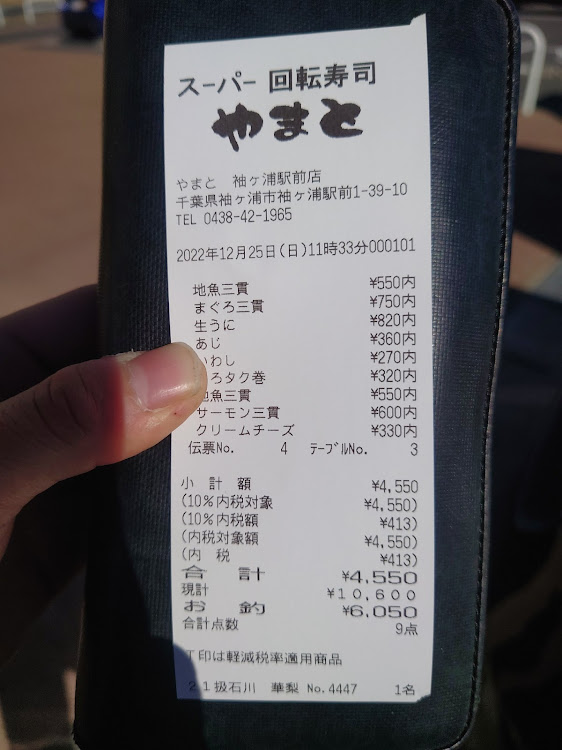 スーパー 回転寿司
やまと
やまと 袖ヶ浦駅前店
千葉県袖ヶ浦市袖ヶ浦駅前1-39-10
TEL 0438-42-1965
2022年12月25日(日)11時33分000101
地魚三貫 ¥550内
まぐろ三貫 ¥750内
生うに ¥820内
あじ ¥360内
いわし ¥270内
ろタク巻 ¥320内
地魚三貫 ¥550内
サーモン三貫 ¥600内
クリームチーズ ¥330内
伝票No. 4 テーブルNo. 3
小計額 ¥4,550
(10%内税対象 ¥4,550)
(10%内税額 ¥413)
(内税対象額 ¥4,550)
(内 税 ¥413)
合計 ¥4,550
現計 ¥10,600
お釣 ¥6,050
合計点数 9点
印は軽減税率適用商品
21扱石川 華梨 No.4447 1名